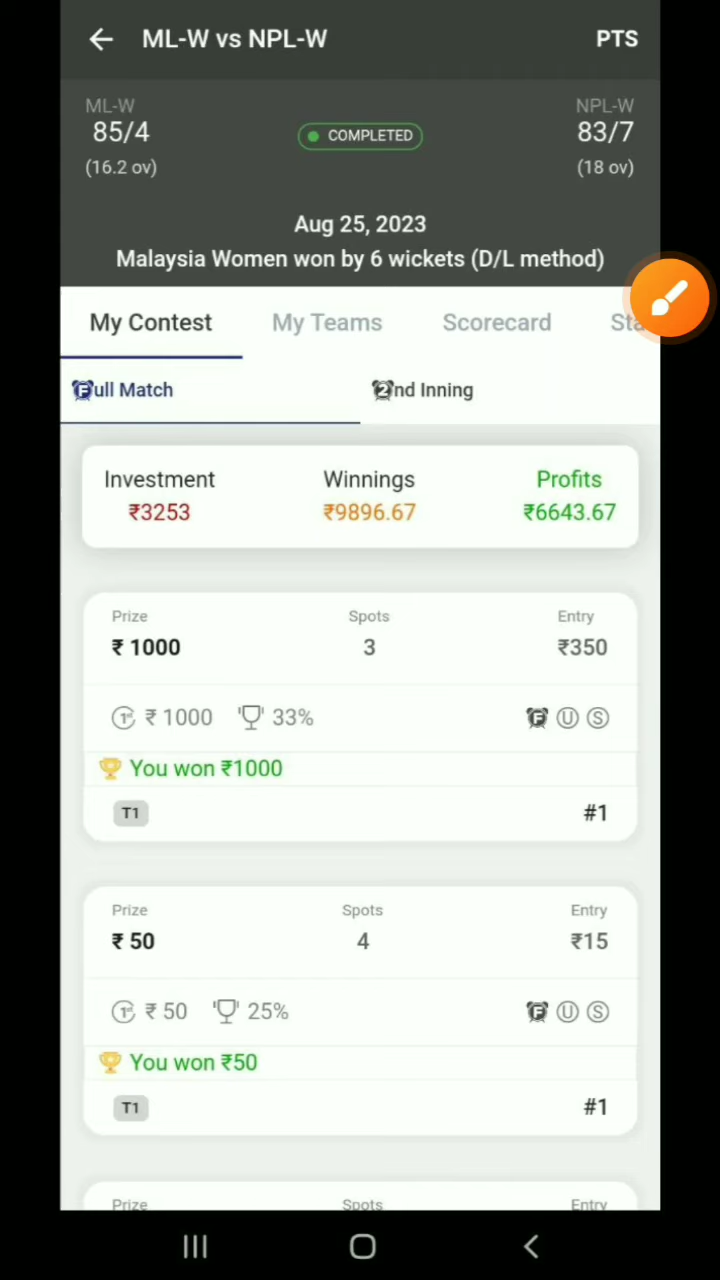 ML-W vs NPL-W PTS
ML-W NPL-W
85/4 COMPLETED 83/7
(16.2 ov) (18 ov)
Aug 25, 2023
Malaysia Women won by 6 wickets (D/L method)
My Contest My Teams Scorecard Sta
Full Match 2nd Inning
Investment Winnings Profits
₹3253 ₹9896.67 ₹6643.67
Prize Spots Entry
₹ 1000 3 ₹350
1st ₹ 1000 33% F U S
You won ₹1000
T1 #1
Prize Spots Entry
₹ 50 4 ₹15
1st ₹ 50 25% F U S
You won ₹50
T1 #1
Prize Spots Entry